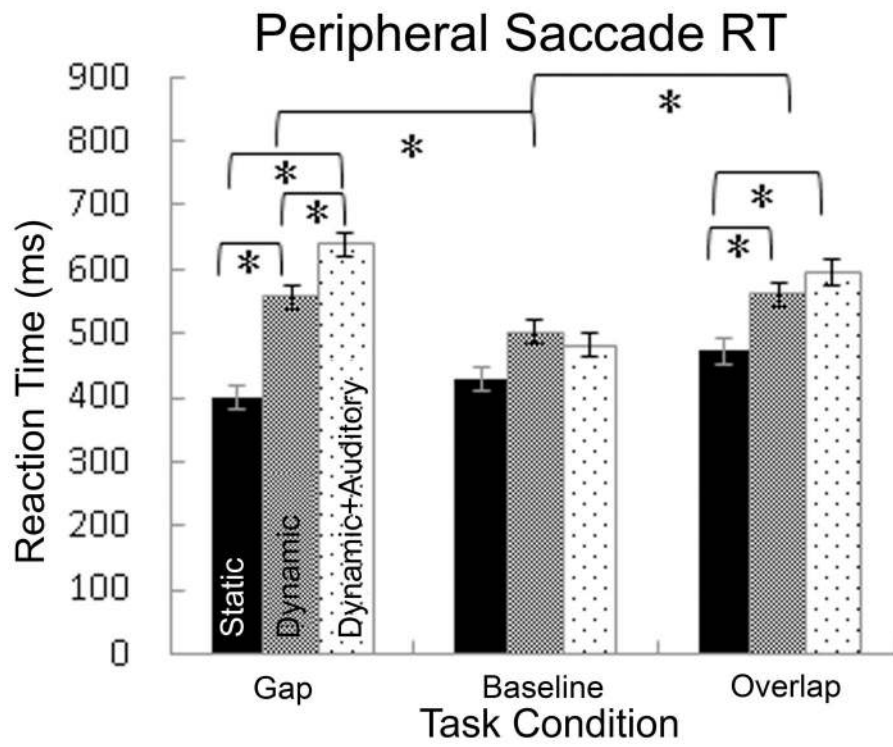 Peripheral Saccade RT
900
800
700
600
500
400
300
200
100
0
Reaction Time (ms)
*
*
*
*
*
*
*
Static
Dynamic
Dynamic+Auditory
Gap
Baseline
Overlap
Task Condition